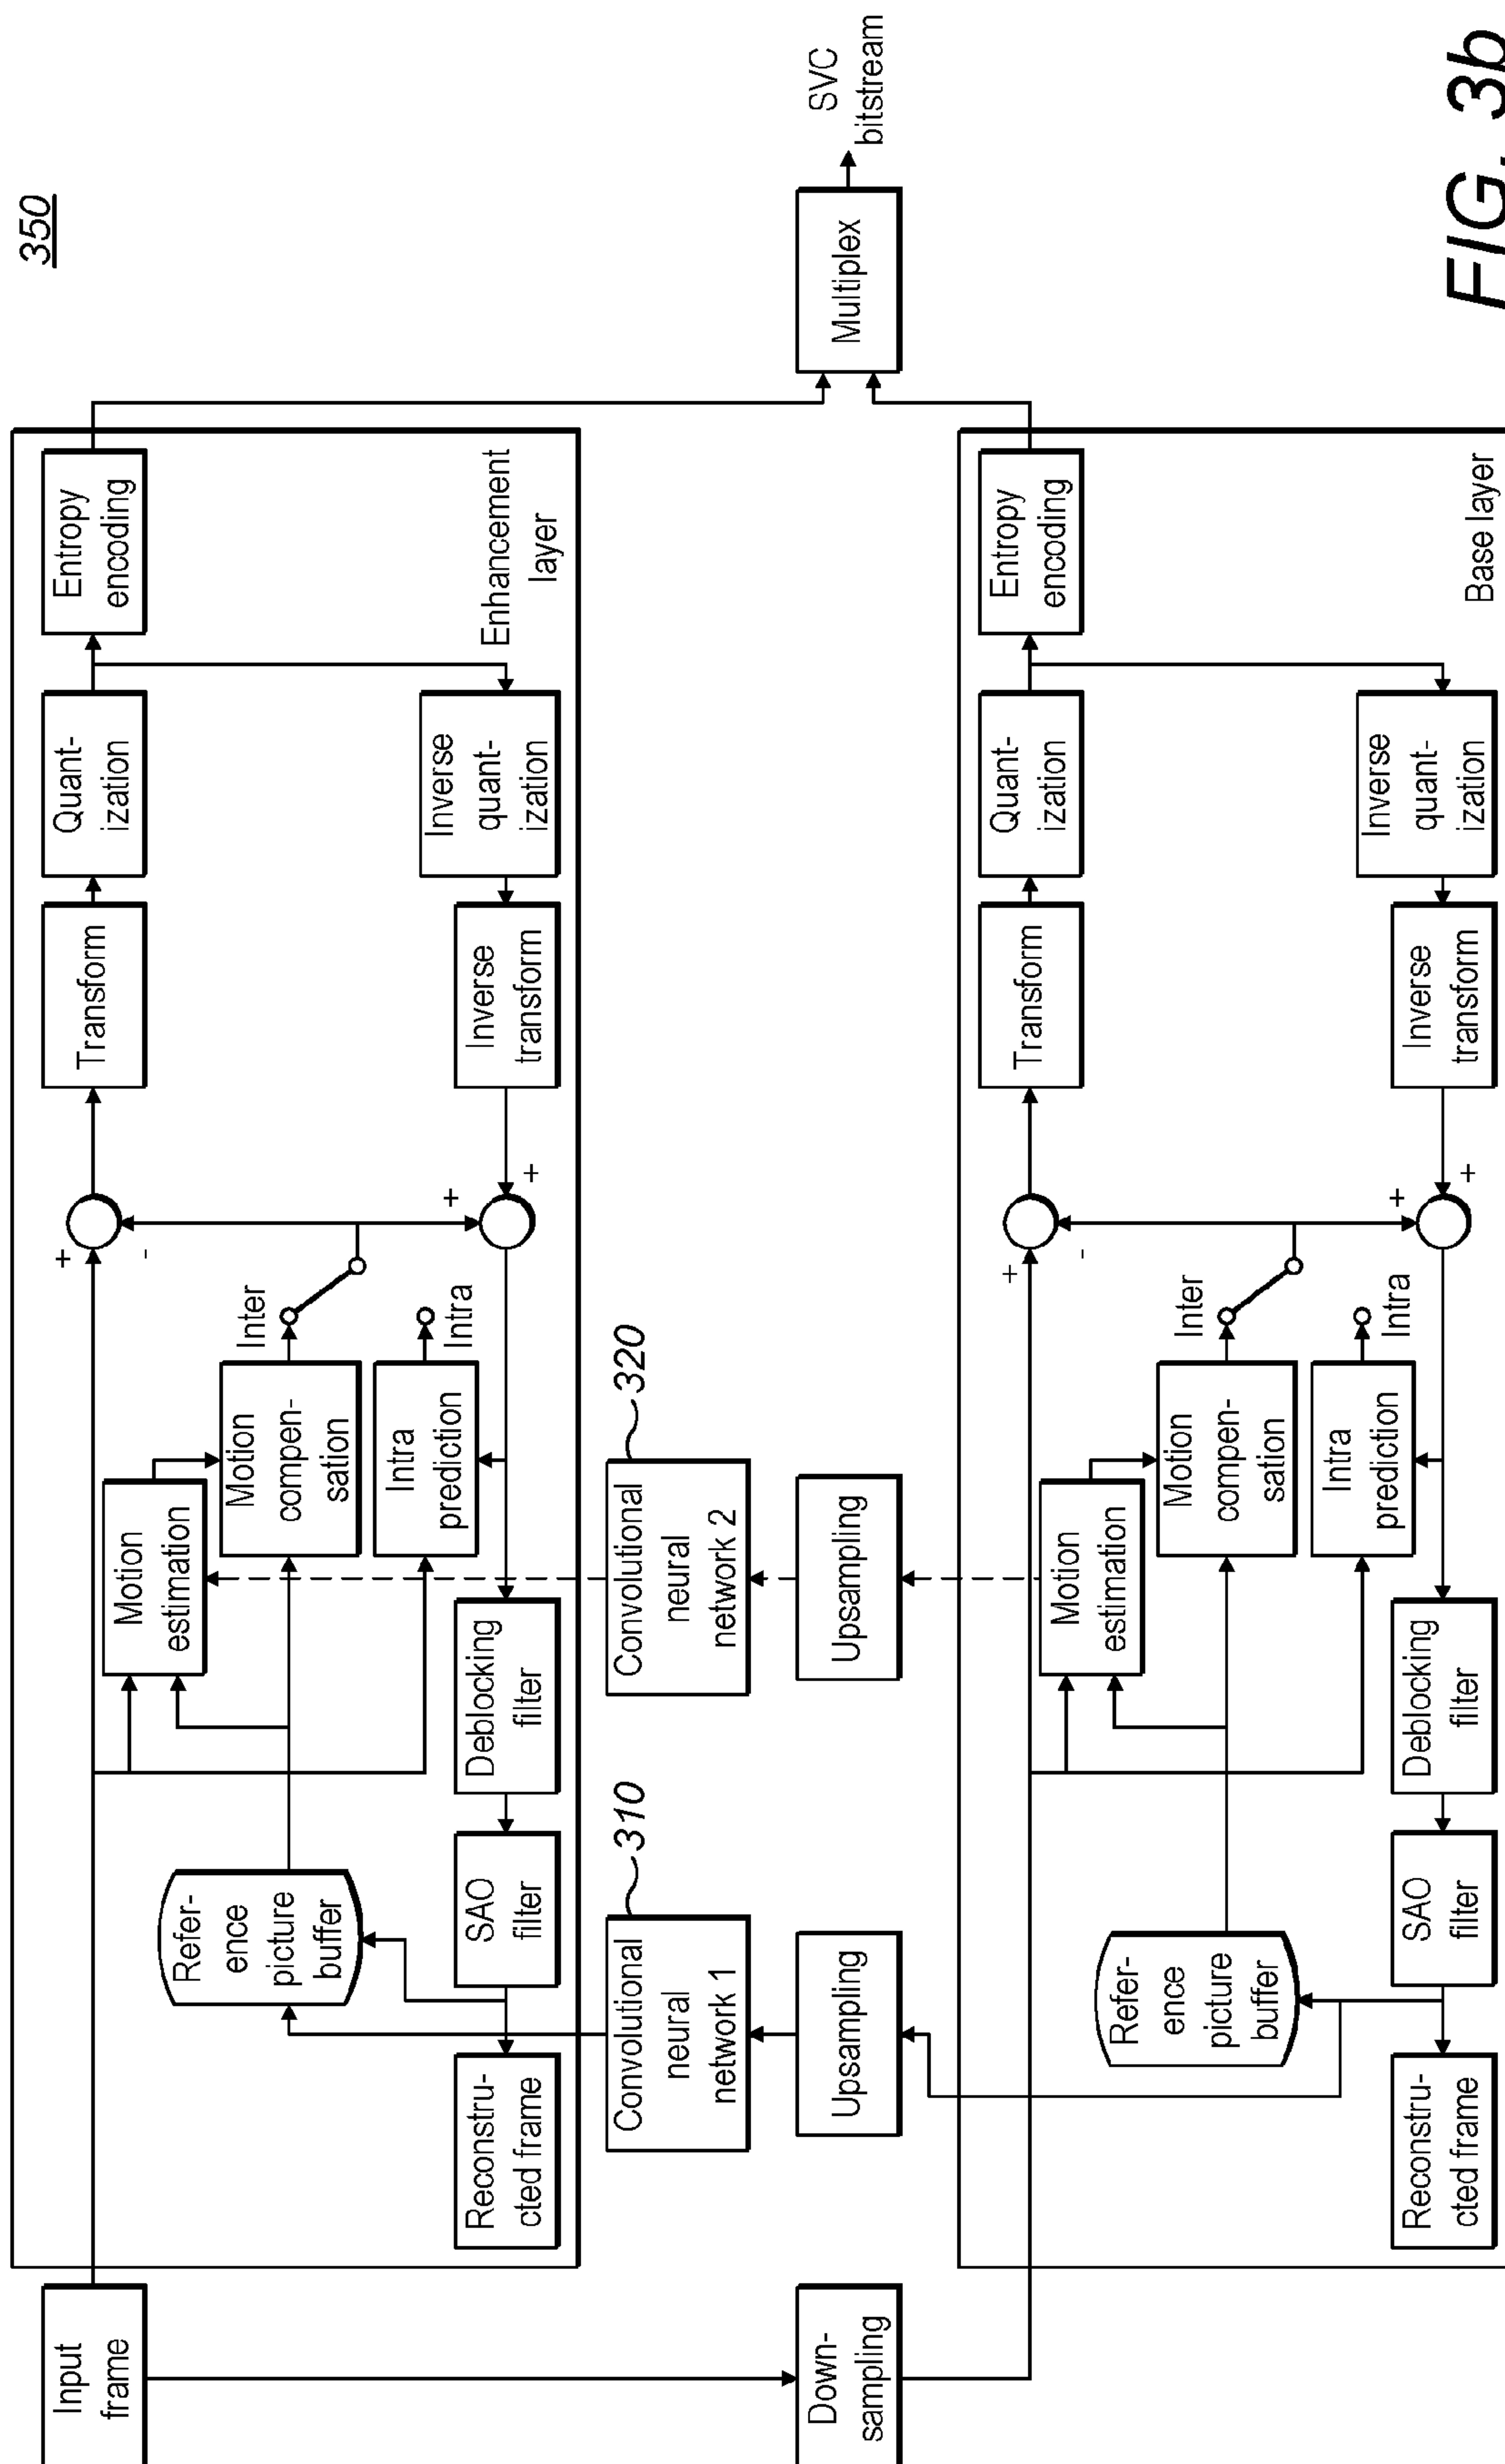 350
Input
frame
Entropy
encoding
Quant-
ization
Transform
+
-
Motion
estimation
Motion
compen-
sation
Inter
Intra
prediction
Intra
Refer-
ence
picture
buffer
Reconstru-
cted frame
SAO
filter
Deblocking
filter
+
+
Inverse
transform
Inverse
quant-
ization
Enhancement
layer
310
Convolutional
neural
network 1
320
Convolutional
neural
network 2
Down-
sampling
Upsampling
Upsampling
Multiplex
SVC
bitstream
+
-
Transform
Quant-
ization
Entropy
encoding
Motion
estimation
Motion
compen-
sation
Inter
Intra
prediction
Intra
Refer-
ence
picture
buffer
Reconstru-
cted frame
SAO
filter
Deblocking
filter
+
+
Inverse
transform
Inverse
quant-
ization
Base layer
FIG. 3b